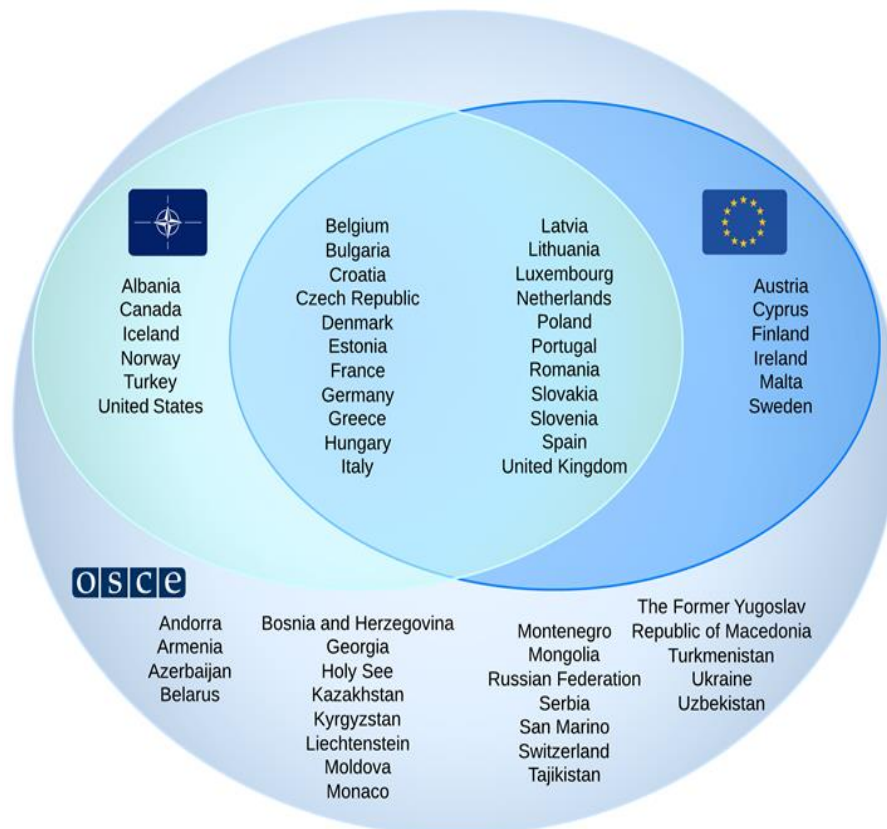 Albania
Canada
Iceland
Norway
Turkey
United States
Belgium
Bulgaria
Croatia
Czech Republic
Denmark
Estonia
France
Germany
Greece
Hungary
Italy
Latvia
Lithuania
Luxembourg
Netherlands
Poland
Portugal
Romania
Slovakia
Slovenia
Spain
United Kingdom
Austria
Cyprus
Finland
Ireland
Malta
Sweden
osce
Andorra
Armenia
Azerbaijan
Belarus
Bosnia and Herzegovina
Georgia
Holy See
Kazakhstan
Kyrgyzstan
Liechtenstein
Moldova
Monaco
Montenegro
Mongolia
Russian Federation
Serbia
San Marino
Switzerland
Tajikistan
The Former Yugoslav
Republic of Macedonia
Turkmenistan
Ukraine
Uzbekistan